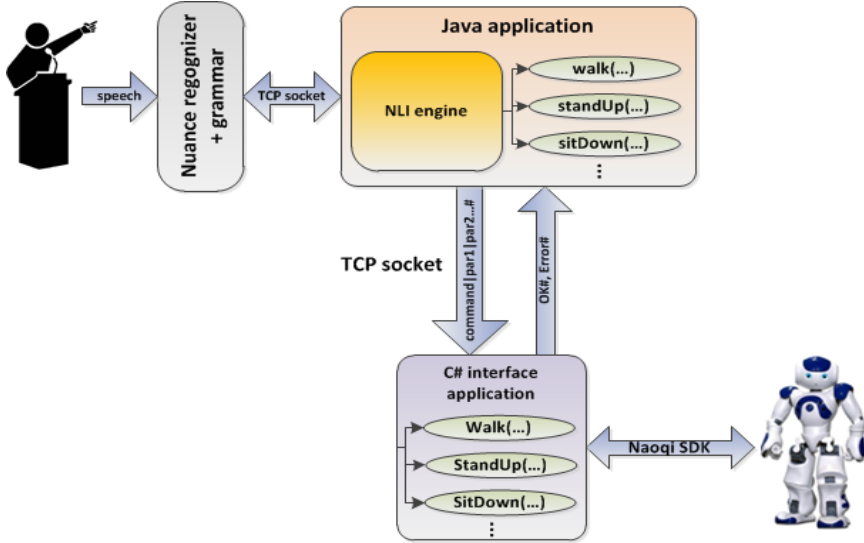 speech
Nuance regognizer
+ grammar
TCP socket
Java application
NLI engine
walk(...)
standUp(...)
sitDown(...)
...
TCP socket
command|par1|par2...#
OK#, Error#
C# interface
application
Walk(...)
StandUp(...)
SitDown(...)
...
Naoqi SDK